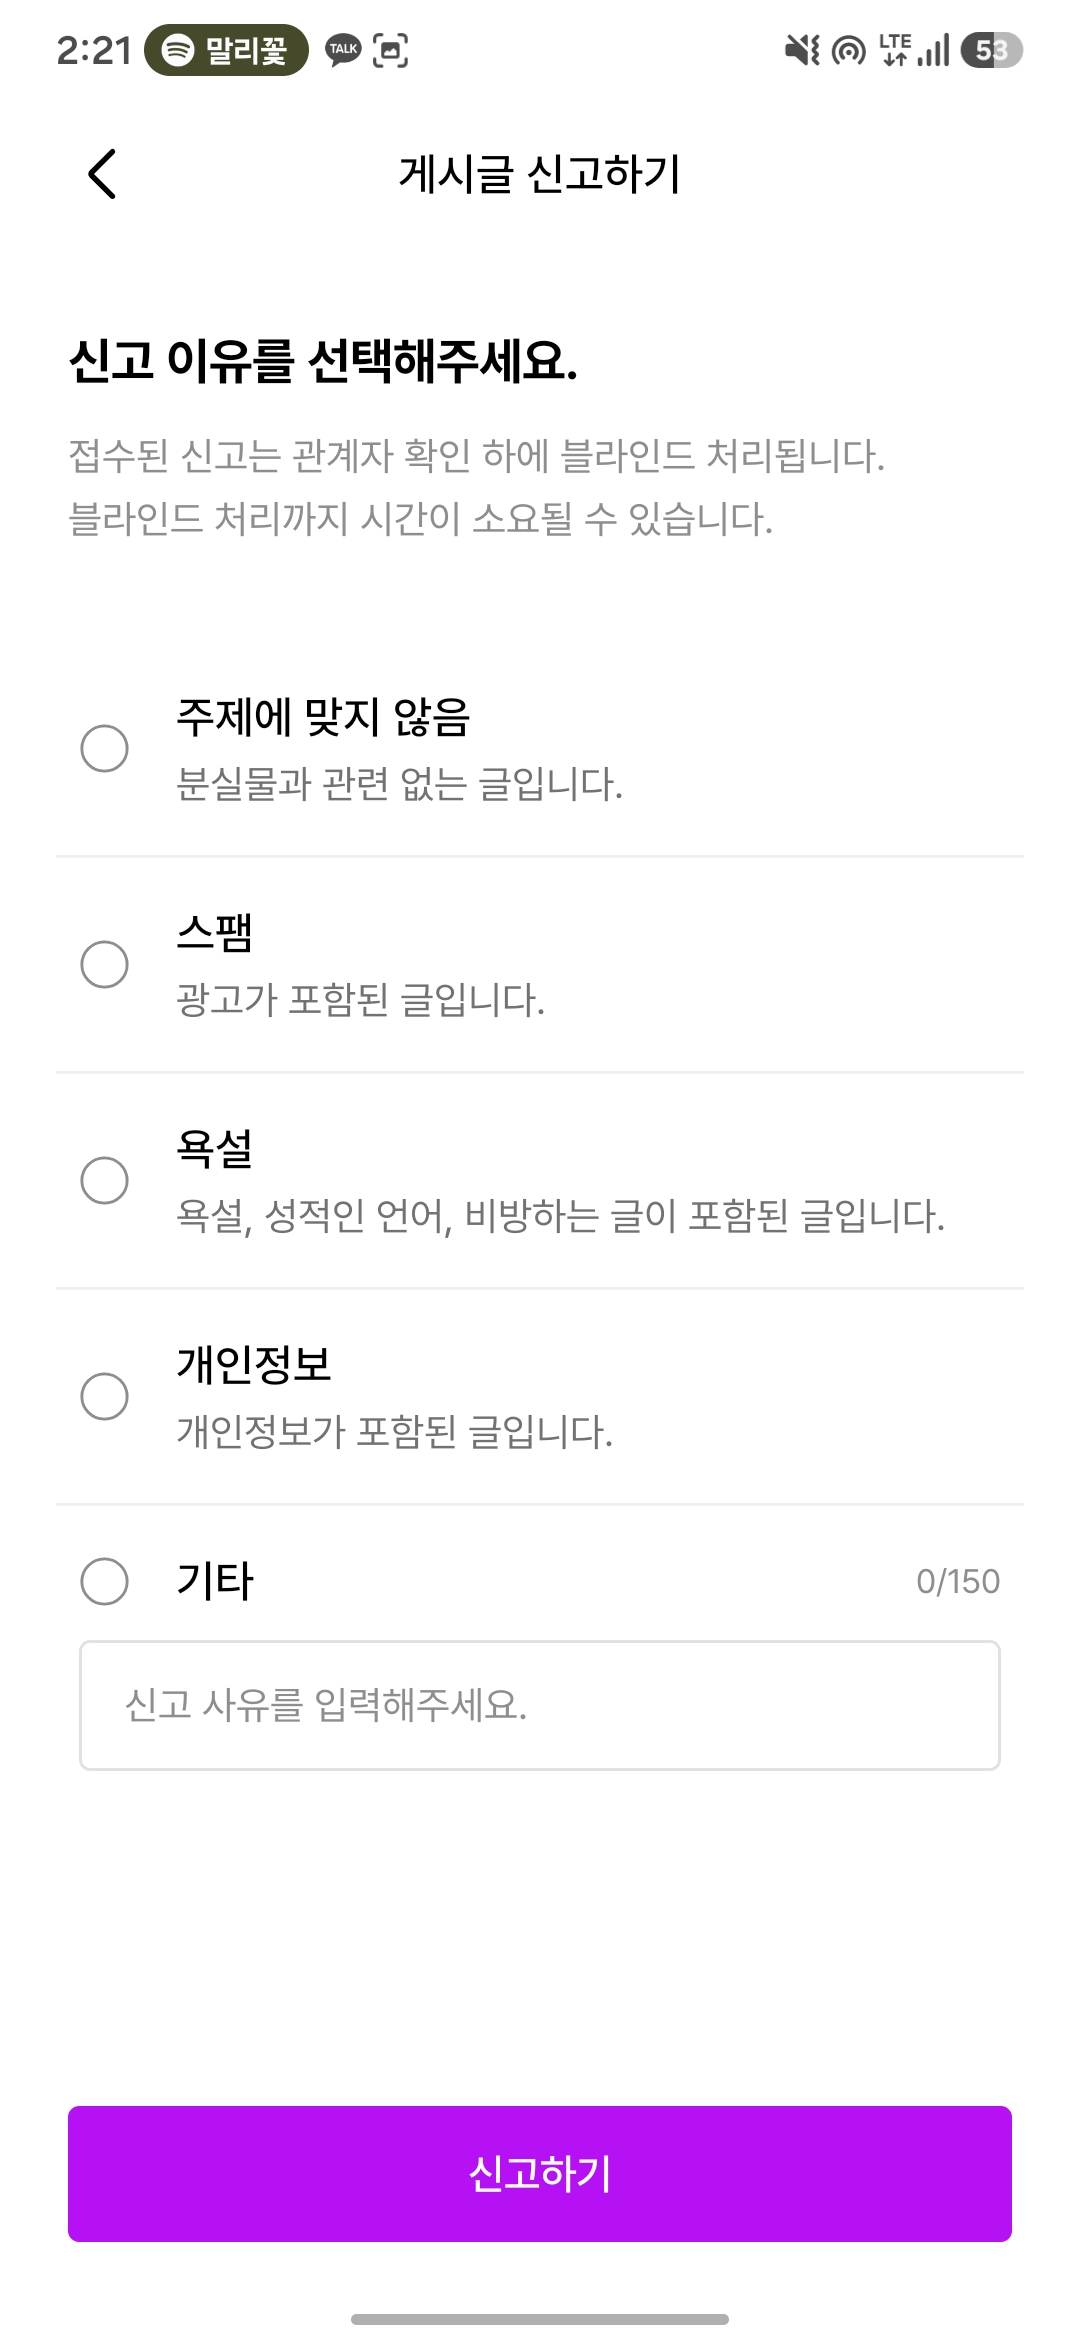 2:21 말리꽃 TALK LTE 53
게시글 신고하기
신고 이유를 선택해주세요.
접수된 신고는 관계자 확인 하에 블라인드 처리됩니다.
블라인드 처리까지 시간이 소요될 수 있습니다.
주제에 맞지 않음
분실물과 관련 없는 글입니다.
스팸
광고가 포함된 글입니다.
욕설
욕설, 성적인 언어, 비방하는 글이 포함된 글입니다.
개인정보
개인정보가 포함된 글입니다.
기타 0/150
신고 사유를 입력해주세요.
신고하기